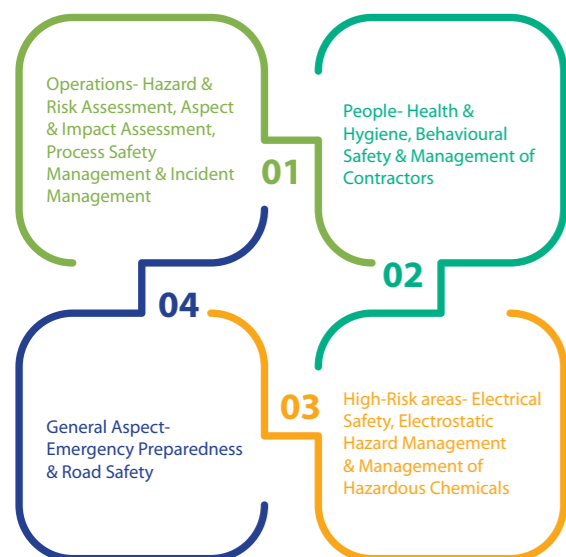 Operations- Hazard &
Risk Assessment, Aspect
& Impact Assessment,
Process Safety
Management & Incident
Management
01
People- Health &
Hygiene, Behavioural
Safety & Management of
Contractors
02
High-Risk areas- Electrical
Safety, Electrostatic
Hazard Management
& Management of
Hazardous Chemicals
03
General Aspect-
Emergency Preparedness
& Road Safety
04